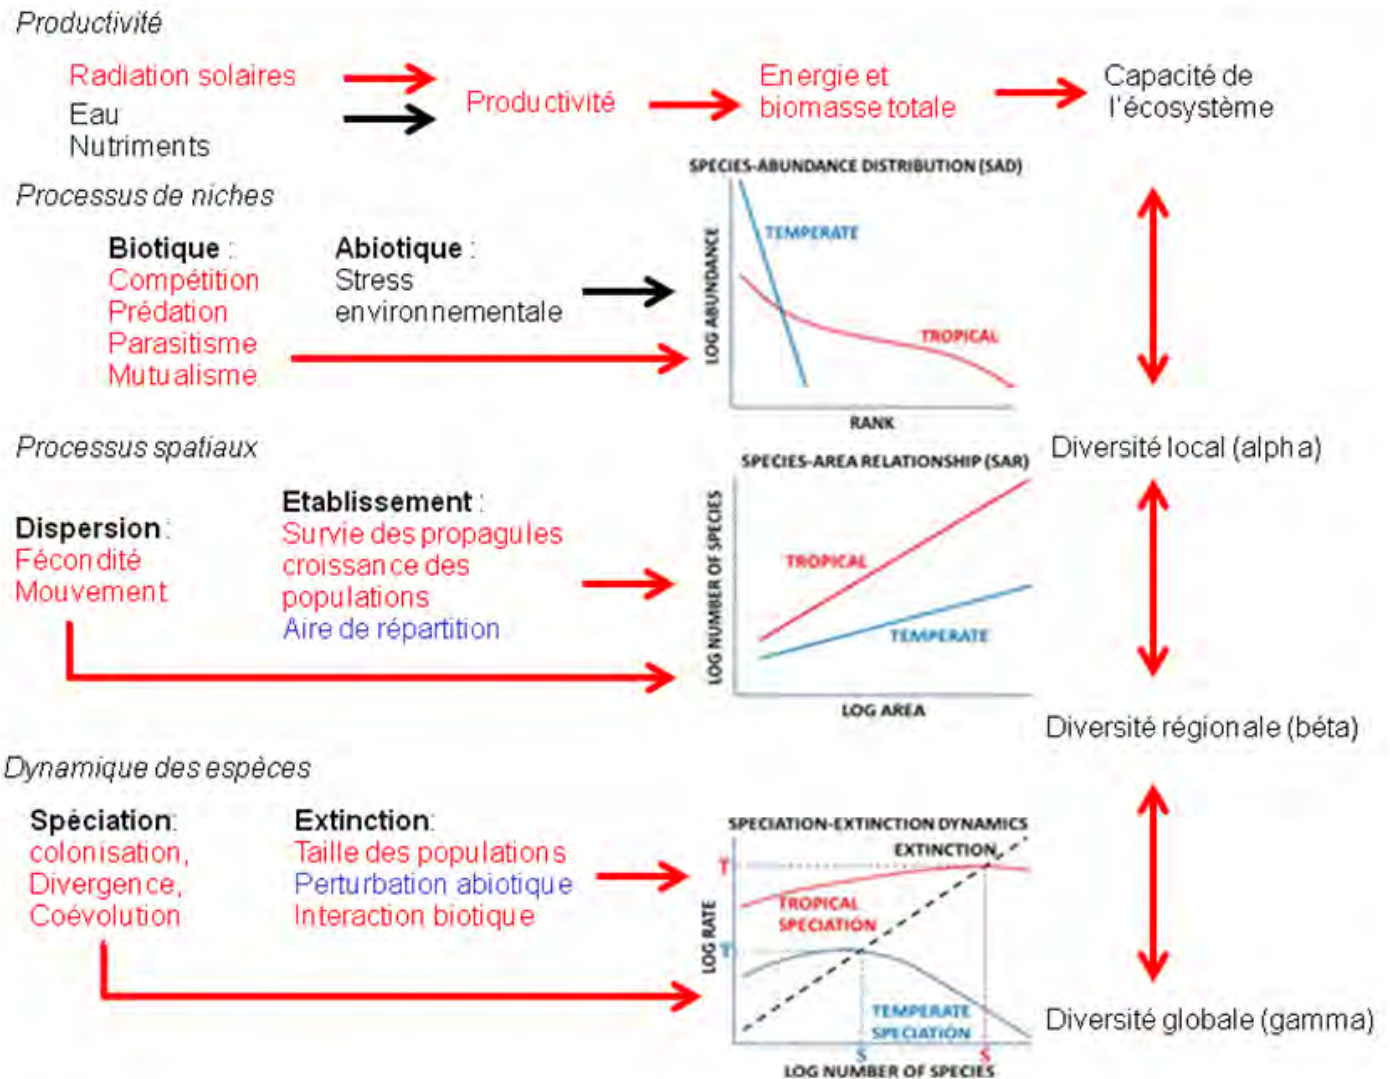 Productivité
Radiation solaires
Eau
Nutriments
Productivité
Energie et
biomasse totale
Capacité de
l'écosystème
Processus de niches
Biotique :
Compétition
Prédation
Parasitisme
Mutualisme
Abiotique :
Stress
environnementale
SPECIES-ABUNDANCE DISTRIBUTION (SAD)
LOG ABUNDANCE
TEMPERATE
TROPICAL
RANK
Diversité local (alpha)
Processus spatiaux
Dispersion :
Fécondité
Mouvement
Etablissement :
Survie des propagules
croissance des
populations
Aire de répartition
SPECIES-AREA RELATIONSHIP (SAR)
LOG NUMBER OF SPECIES
TROPICAL
TEMPERATE
LOG AREA
Diversité régionale (béta)
Dynamique des espèces
Spéciation:
colonisation,
Divergence,
Coévolution
Extinction:
Taille des populations
Perturbation abiotique
Interaction biotique
SPECIATION-EXTINCTION DYNAMICS
EXTINCTION
LOG RATE
T
TROPICAL
SPECIATION
T
TEMPERATE
SPECIATION
S
S
LOG NUMBER OF SPECIES
Diversité globale (gamma)